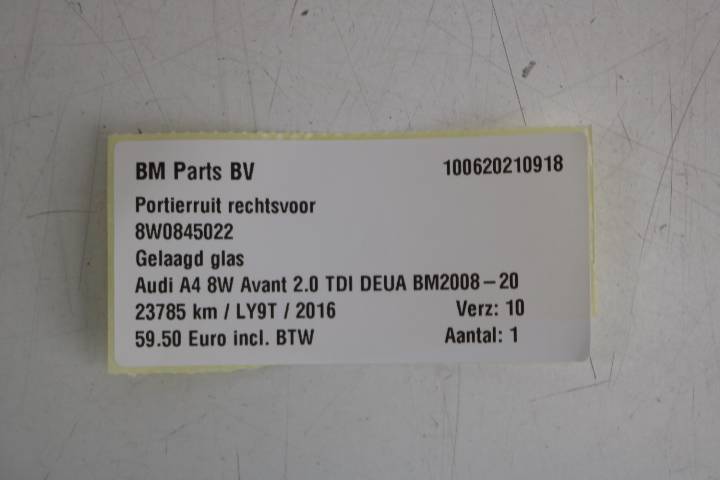 BM Parts BV 100620210918
Portierruit rechtsvoor
8W0845022
Gelaagd glas
Audi A4 8W Avant 2.0 TDI DEUA BM2008-20
23785 km / LY9T / 2016 Verz: 10
59.50 Euro incl. BTW Aantal: 1